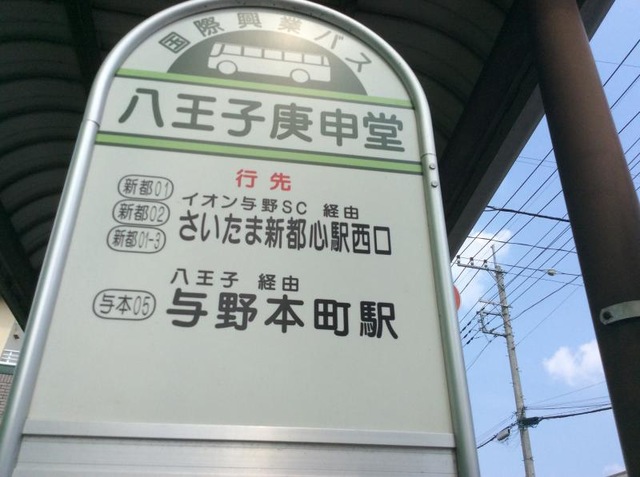 国際興業バス
八王子庚申堂
行先
新都01
新都02
新都01-3
イオン与野SC 経由
さいたま新都心駅西口
八王子 経由
与本05
与野本町駅